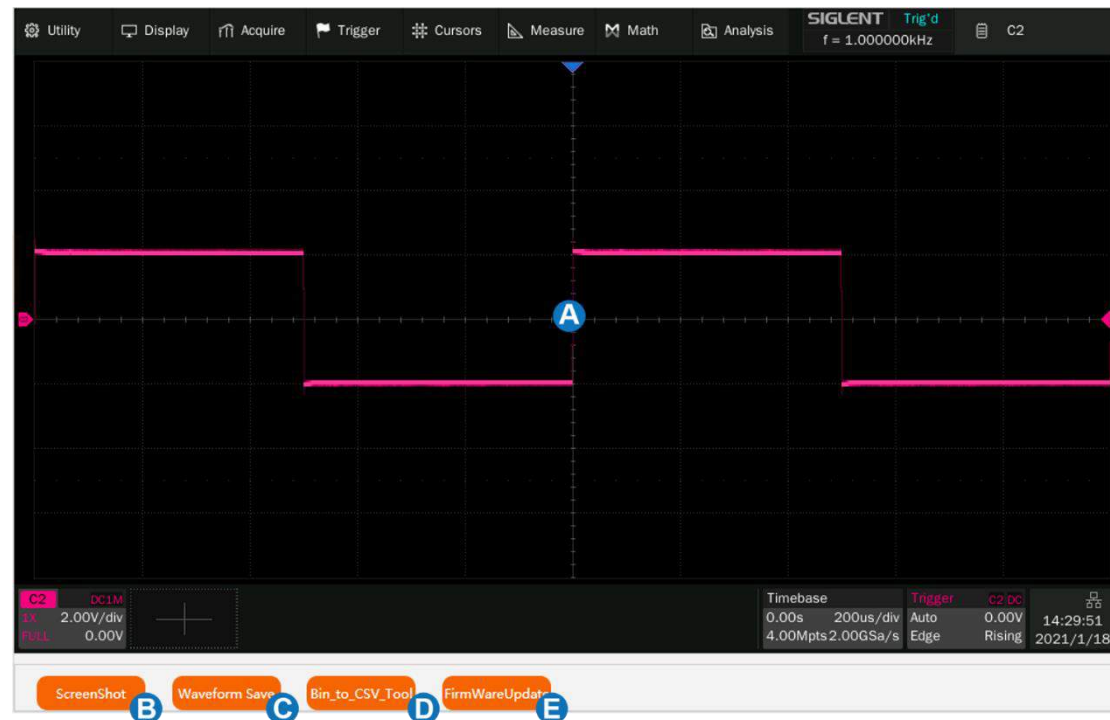 Utility Display Acquire Trigger Cursors Measure Math Analysis SIGLENT Trig'd C2
f = 1.000000kHz
A
C2 DC1M Timebase Trigger C2 DC
1X 2.00V/div 0.00s 200us/div Auto 0.00V 14:29:51
FULL 0.00V 4.00Mpts 2.00GSa/s Edge Rising 2021/1/18
ScreenShot Waveform Save Bin_to_CSV_Tool FirmWareUpdate
B C D E